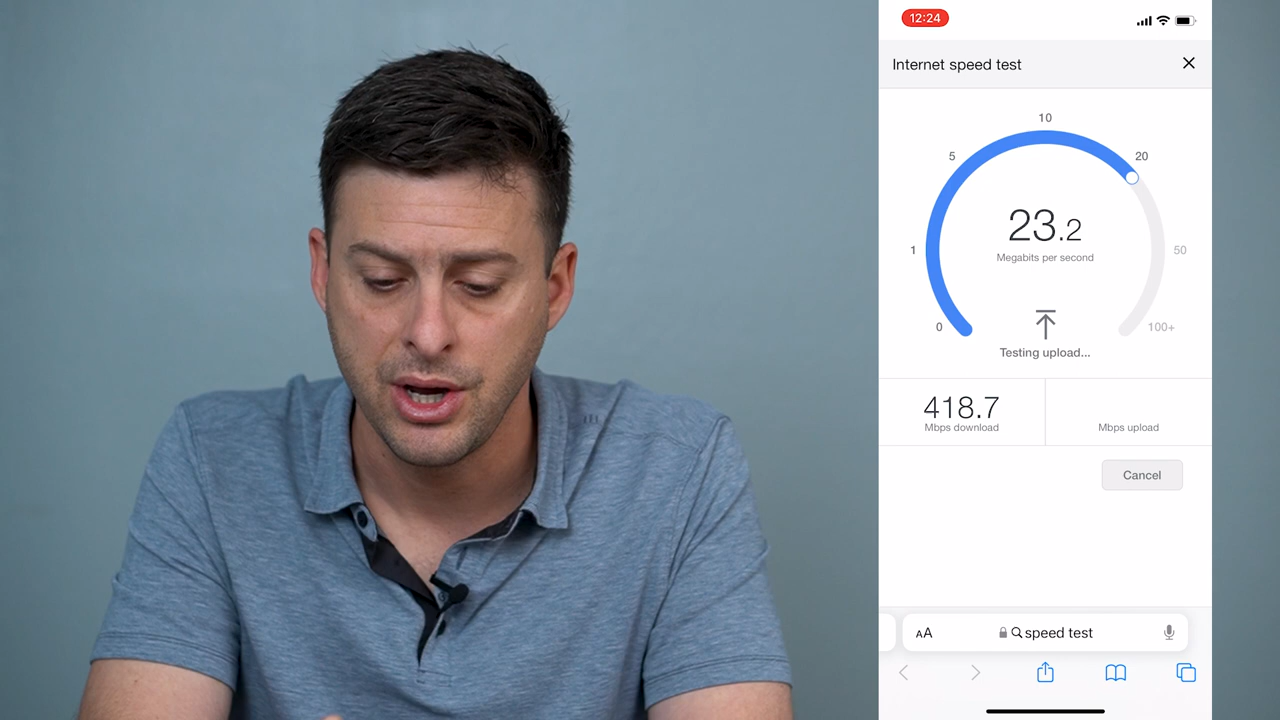 12:24
Internet speed test
10
5
20
23.2
1
50
Megabits per second
0
100+
Testing upload...
418.7
Mbps download
Mbps upload
Cancel
AA
speed test